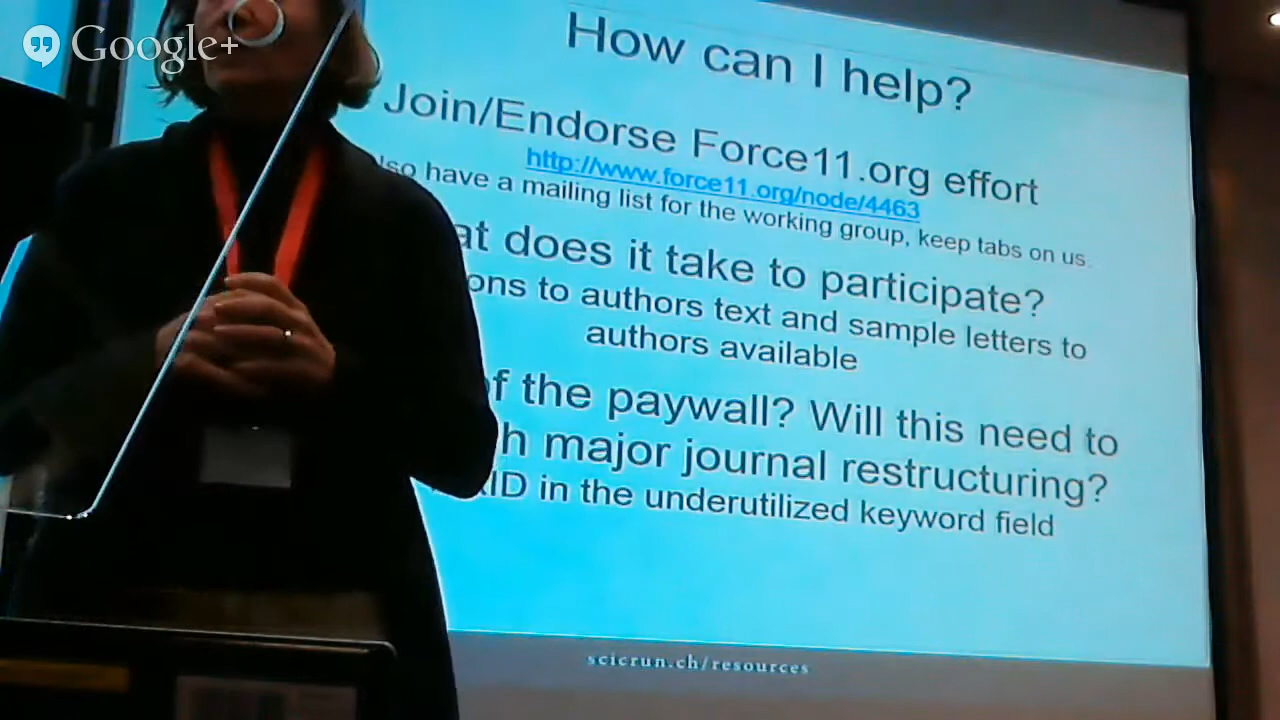 Google+
How can I help?
Join/Endorse Force11.org effort
http://www.force11.org/node/4463
lso have a mailing list for the working group, keep tabs on us.
at does it take to participate?
ons to authors text and sample letters to
authors available
f the paywall? Will this need to
h major journal restructuring?
ID in the underutilized keyword field
scicrun.ch/resources